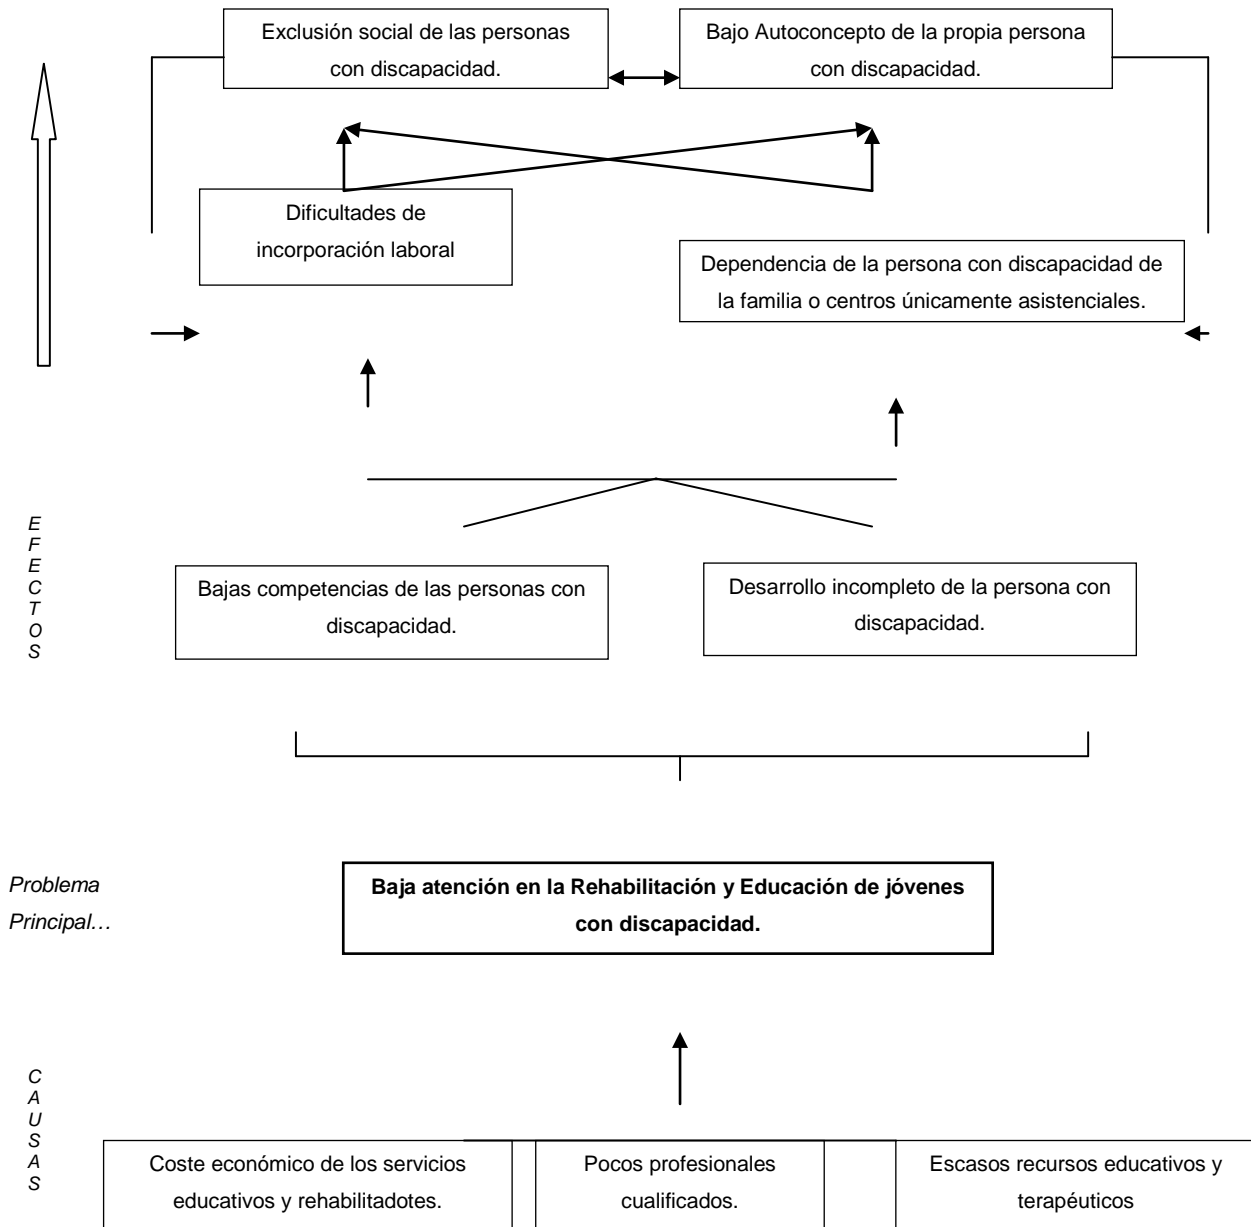 Exclusión social de las personas
con discapacidad.
Bajo Autoconcepto de la propia persona
con discapacidad.
Dificultades de
incorporación laboral
Dependencia de la persona con discapacidad de
la familia o centros únicamente asistenciales.
EFECTOS
Bajas competencias de las personas con
discapacidad.
Desarrollo incompleto de la persona con
discapacidad.
Problema
Principal…
Baja atención en la Rehabilitación y Educación de jóvenes
con discapacidad.
CAUSAS
Coste económico de los servicios
educativos y rehabilitadotes.
Pocos profesionales
cualificados.
Escasos recursos educativos y
terapéuticos